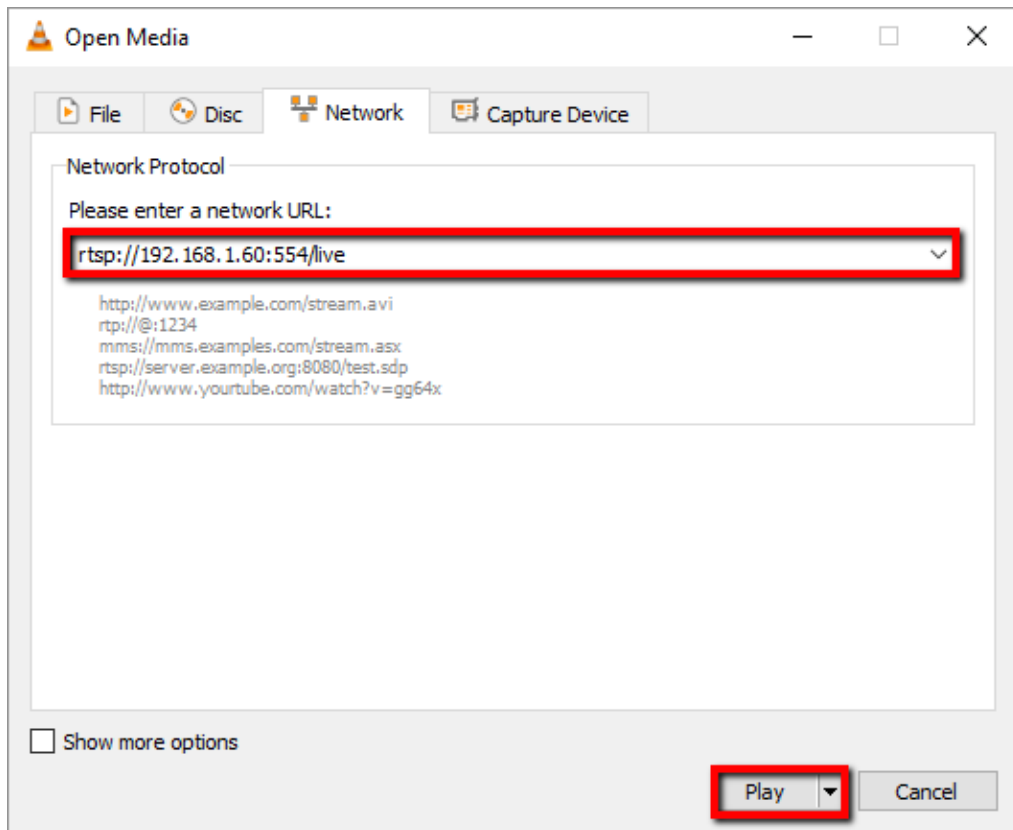 Open Media
File Disc Network Capture Device
Network Protocol
Please enter a network URL:
rtsp://192.168.1.60:554/live
http://www.example.com/stream.avi
rtp://@:1234
mms://mms.examples.com/stream.asx
rtsp://server.example.org:8080/test.sdp
http://www.yourtube.com/watch?v=gg64x
Show more options
Play Cancel